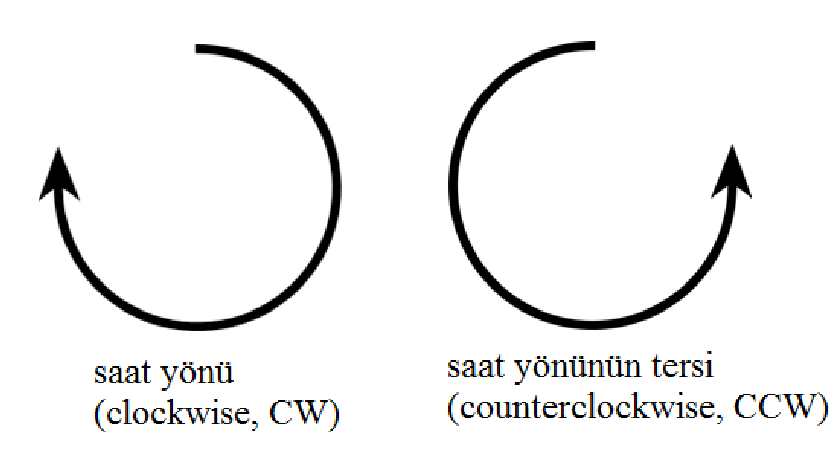 saat yönü
(clockwise, CW)
saat yönünün tersi
(counterclockwise, CCW)